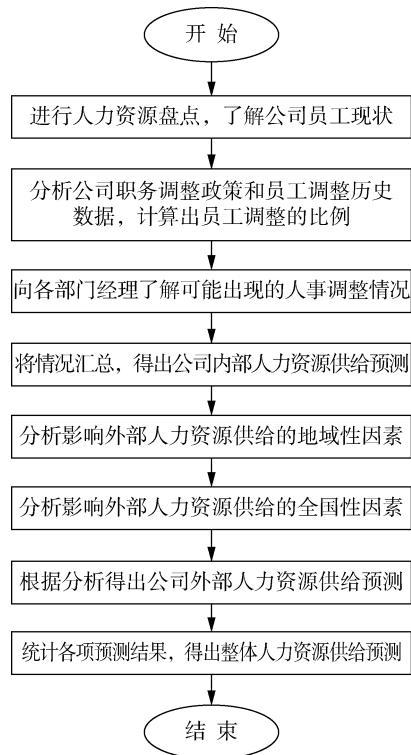 开 始
进行人力资源盘点，了解公司员工现状
分析公司职务调整政策和员工调整历史
数据，计算出员工调整的比例
向各部门经理了解可能出现的人事调整情况
将情况汇总，得出公司内部人力资源供给预测
分析影响外部人力资源供给的地域性因素
分析影响外部人力资源供给的全国性因素
根据分析得出公司外部人力资源供给预测
统计各项预测结果，得出整体人力资源供给预测
结 束